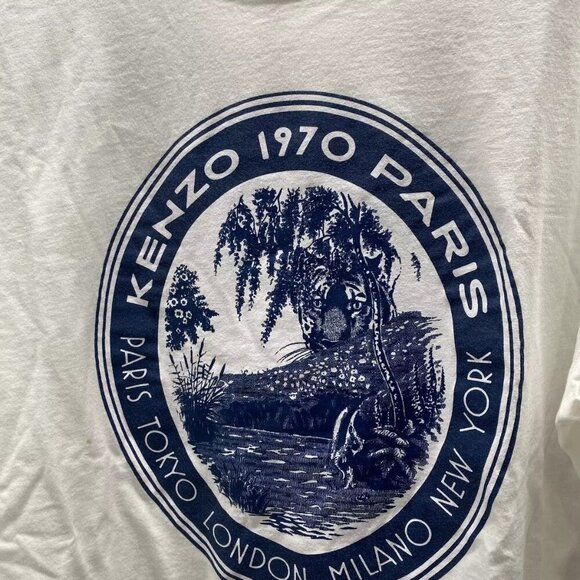 KENZO 1970 PARIS
PARIS TOKYO LONDON MILANO NEW YORK